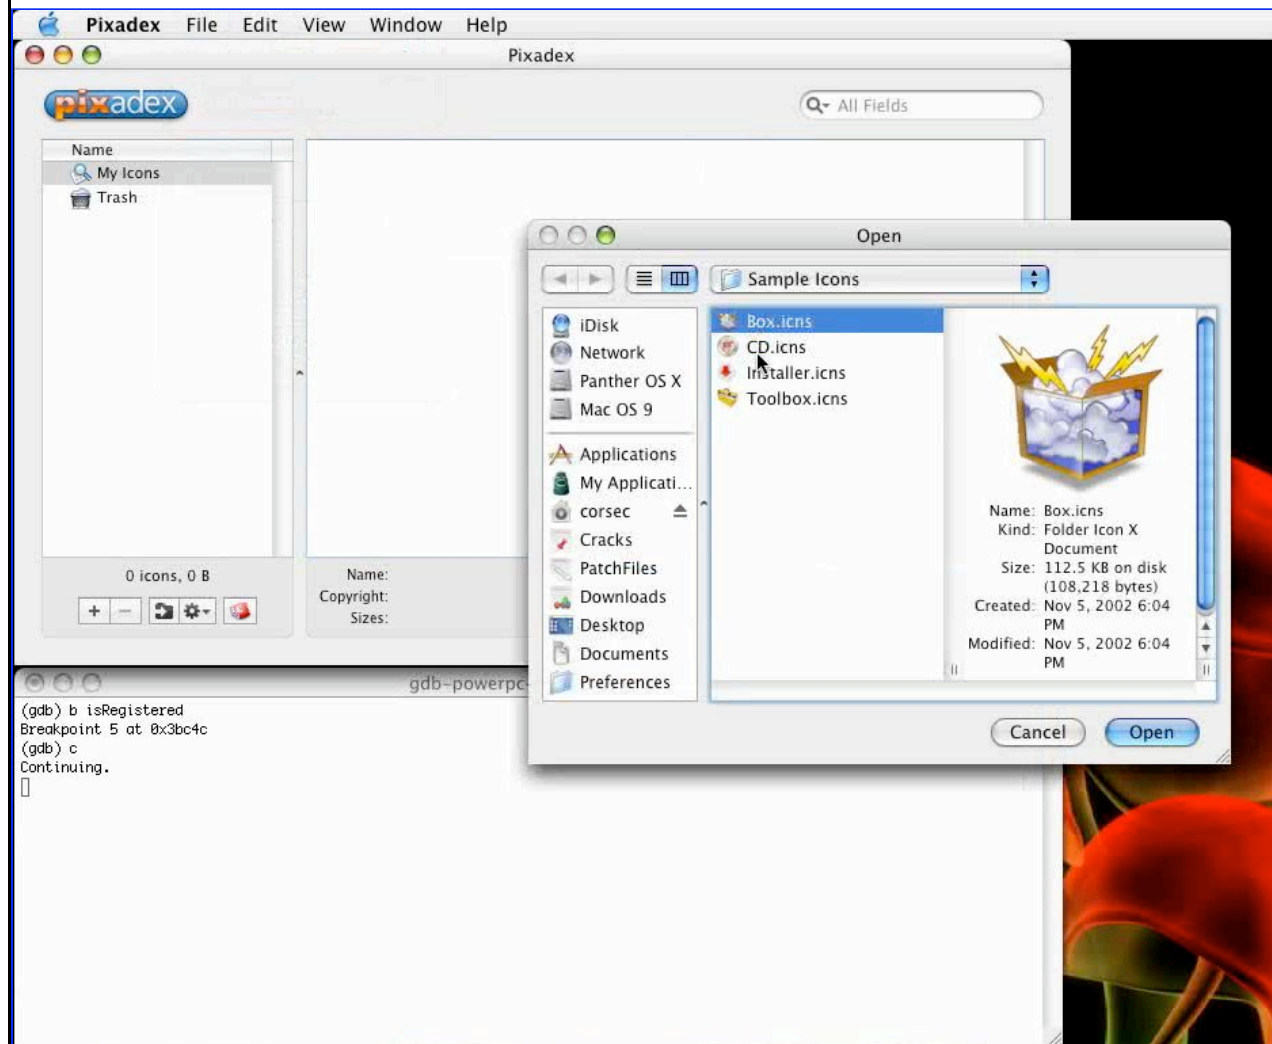 Pixadex File Edit View Window Help
Pixadex
pixadex
All Fields
Name
My Icons
Trash
0 icons, 0 B
Name:
Copyright:
Sizes:
Open
Sample Icons
iDisk
Network
Panther OS X
Mac OS 9
Applications
My Applicati...
corsec
Cracks
PatchFiles
Downloads
Desktop
Documents
Preferences
Box.icns
CD.icns
Installer.icns
Toolbox.icns
Name: Box.icns
Kind: Folder Icon X
Document
Size: 112.5 KB on disk
(108,218 bytes)
Created: Nov 5, 2002 6:04
PM
Modified: Nov 5, 2002 6:04
PM
Cancel Open
gdb-powerpc-
(gdb) b isRegistered
Breakpoint 5 at 0x3bc4c
(gdb) c
Continuing.